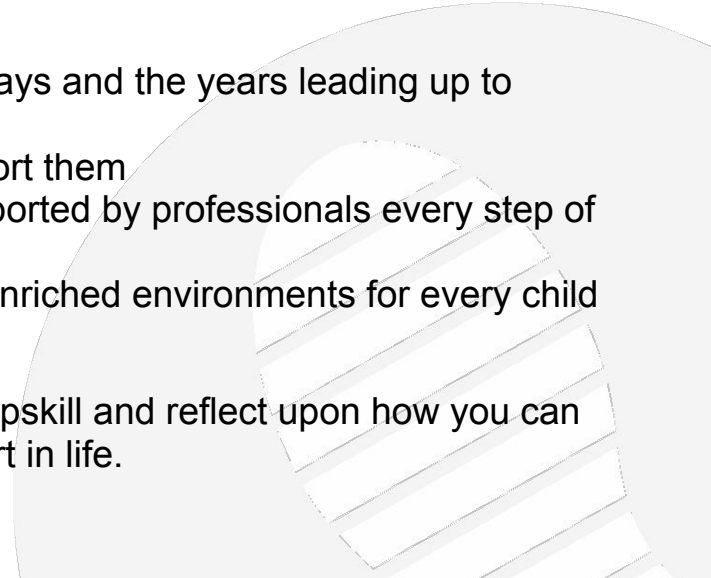 ays and the years leading up to
ort them
ported by professionals every step of
nriched environments for every child
pskill and reflect upon how you can
rt in life.